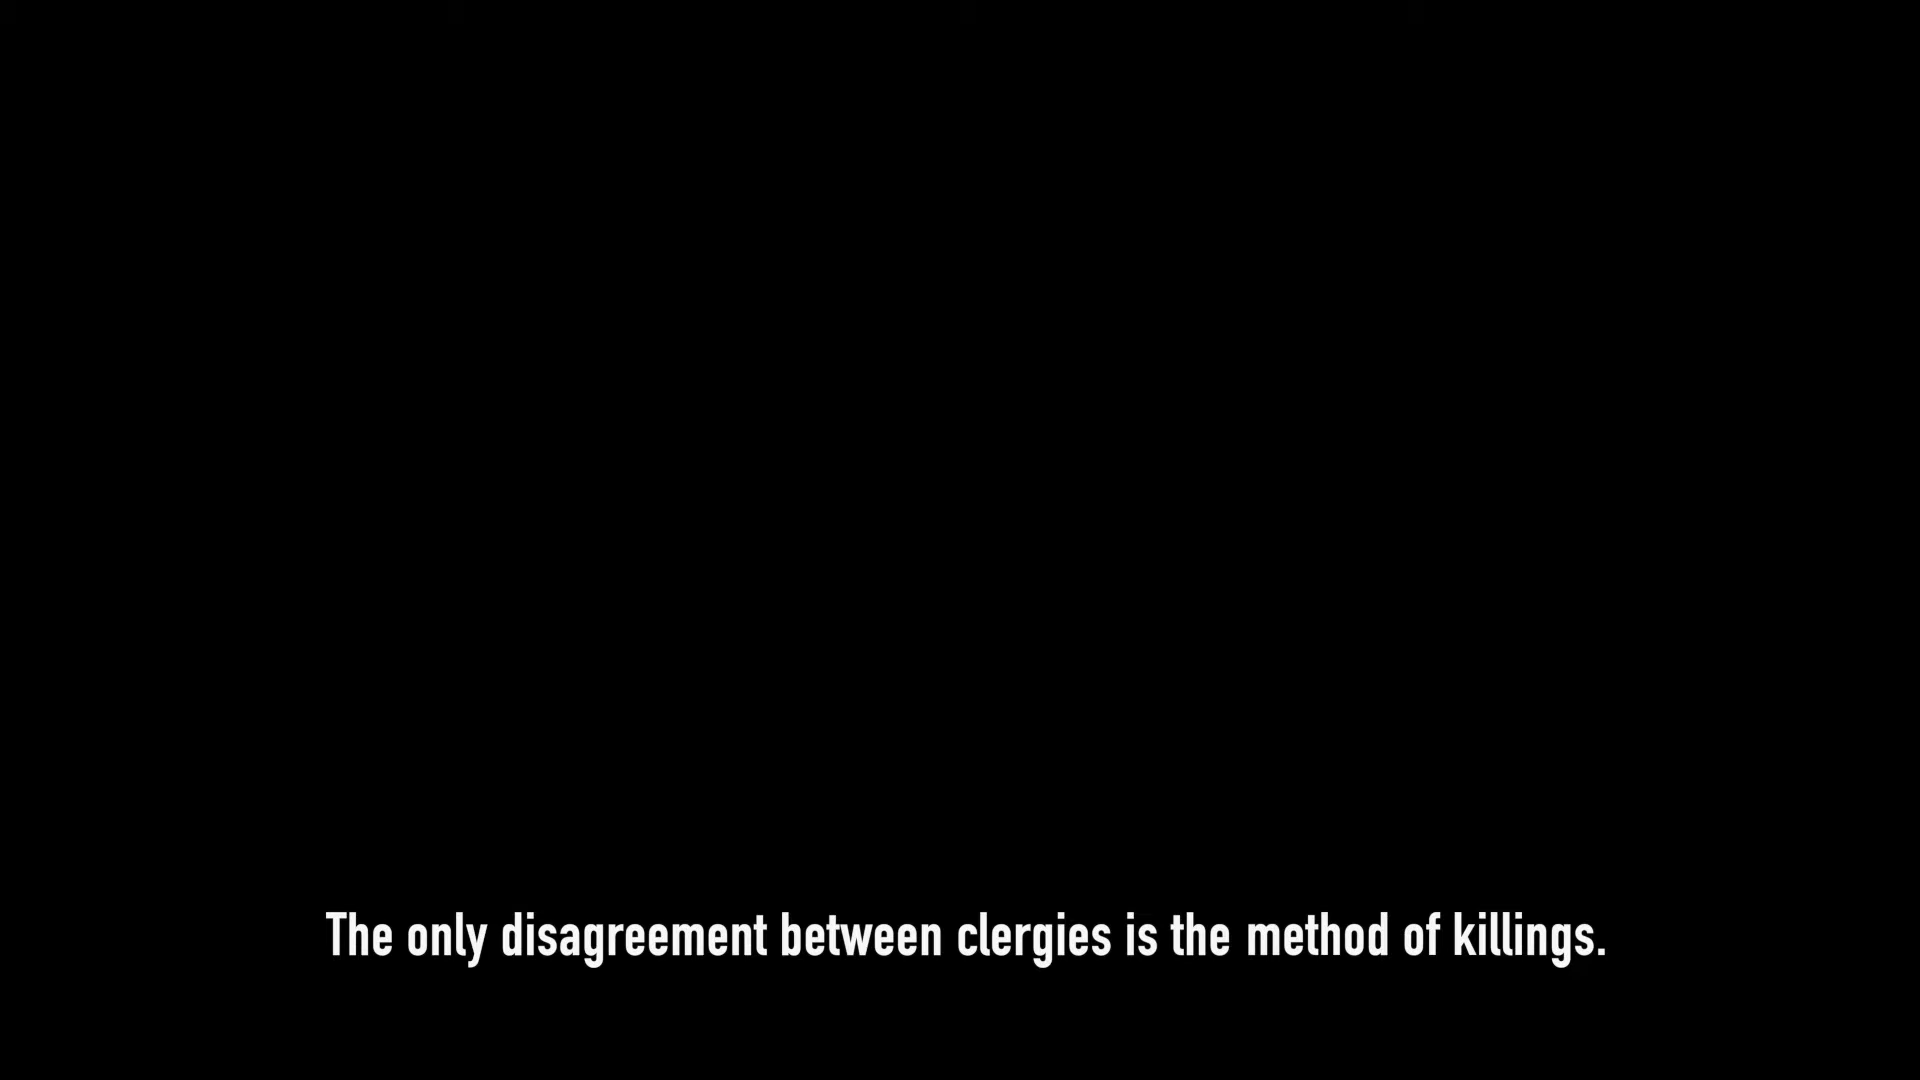 The only disagreement between clergies is the method of killings.